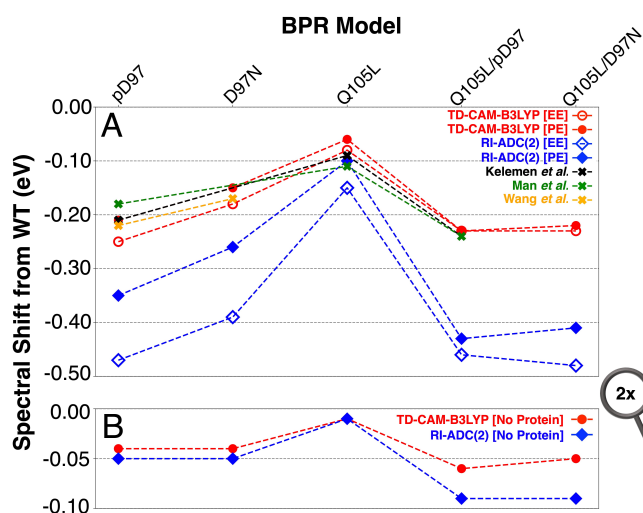 BPR Model
pD97
D97N
Q105L
Q105L/pD97
Q105L/D97N
Spectral Shift from WT (eV)
0.00
-0.10
-0.20
-0.30
-0.40
-0.50
A
TD-CAM-B3LYP [EE]
TD-CAM-B3LYP [PE]
RI-ADC(2) [EE]
RI-ADC(2) [PE]
Kelemen et al.
Man et al.
Wang et al.
2x
0.00
-0.05
-0.10
B
TD-CAM-B3LYP [No Protein]
RI-ADC(2) [No Protein]